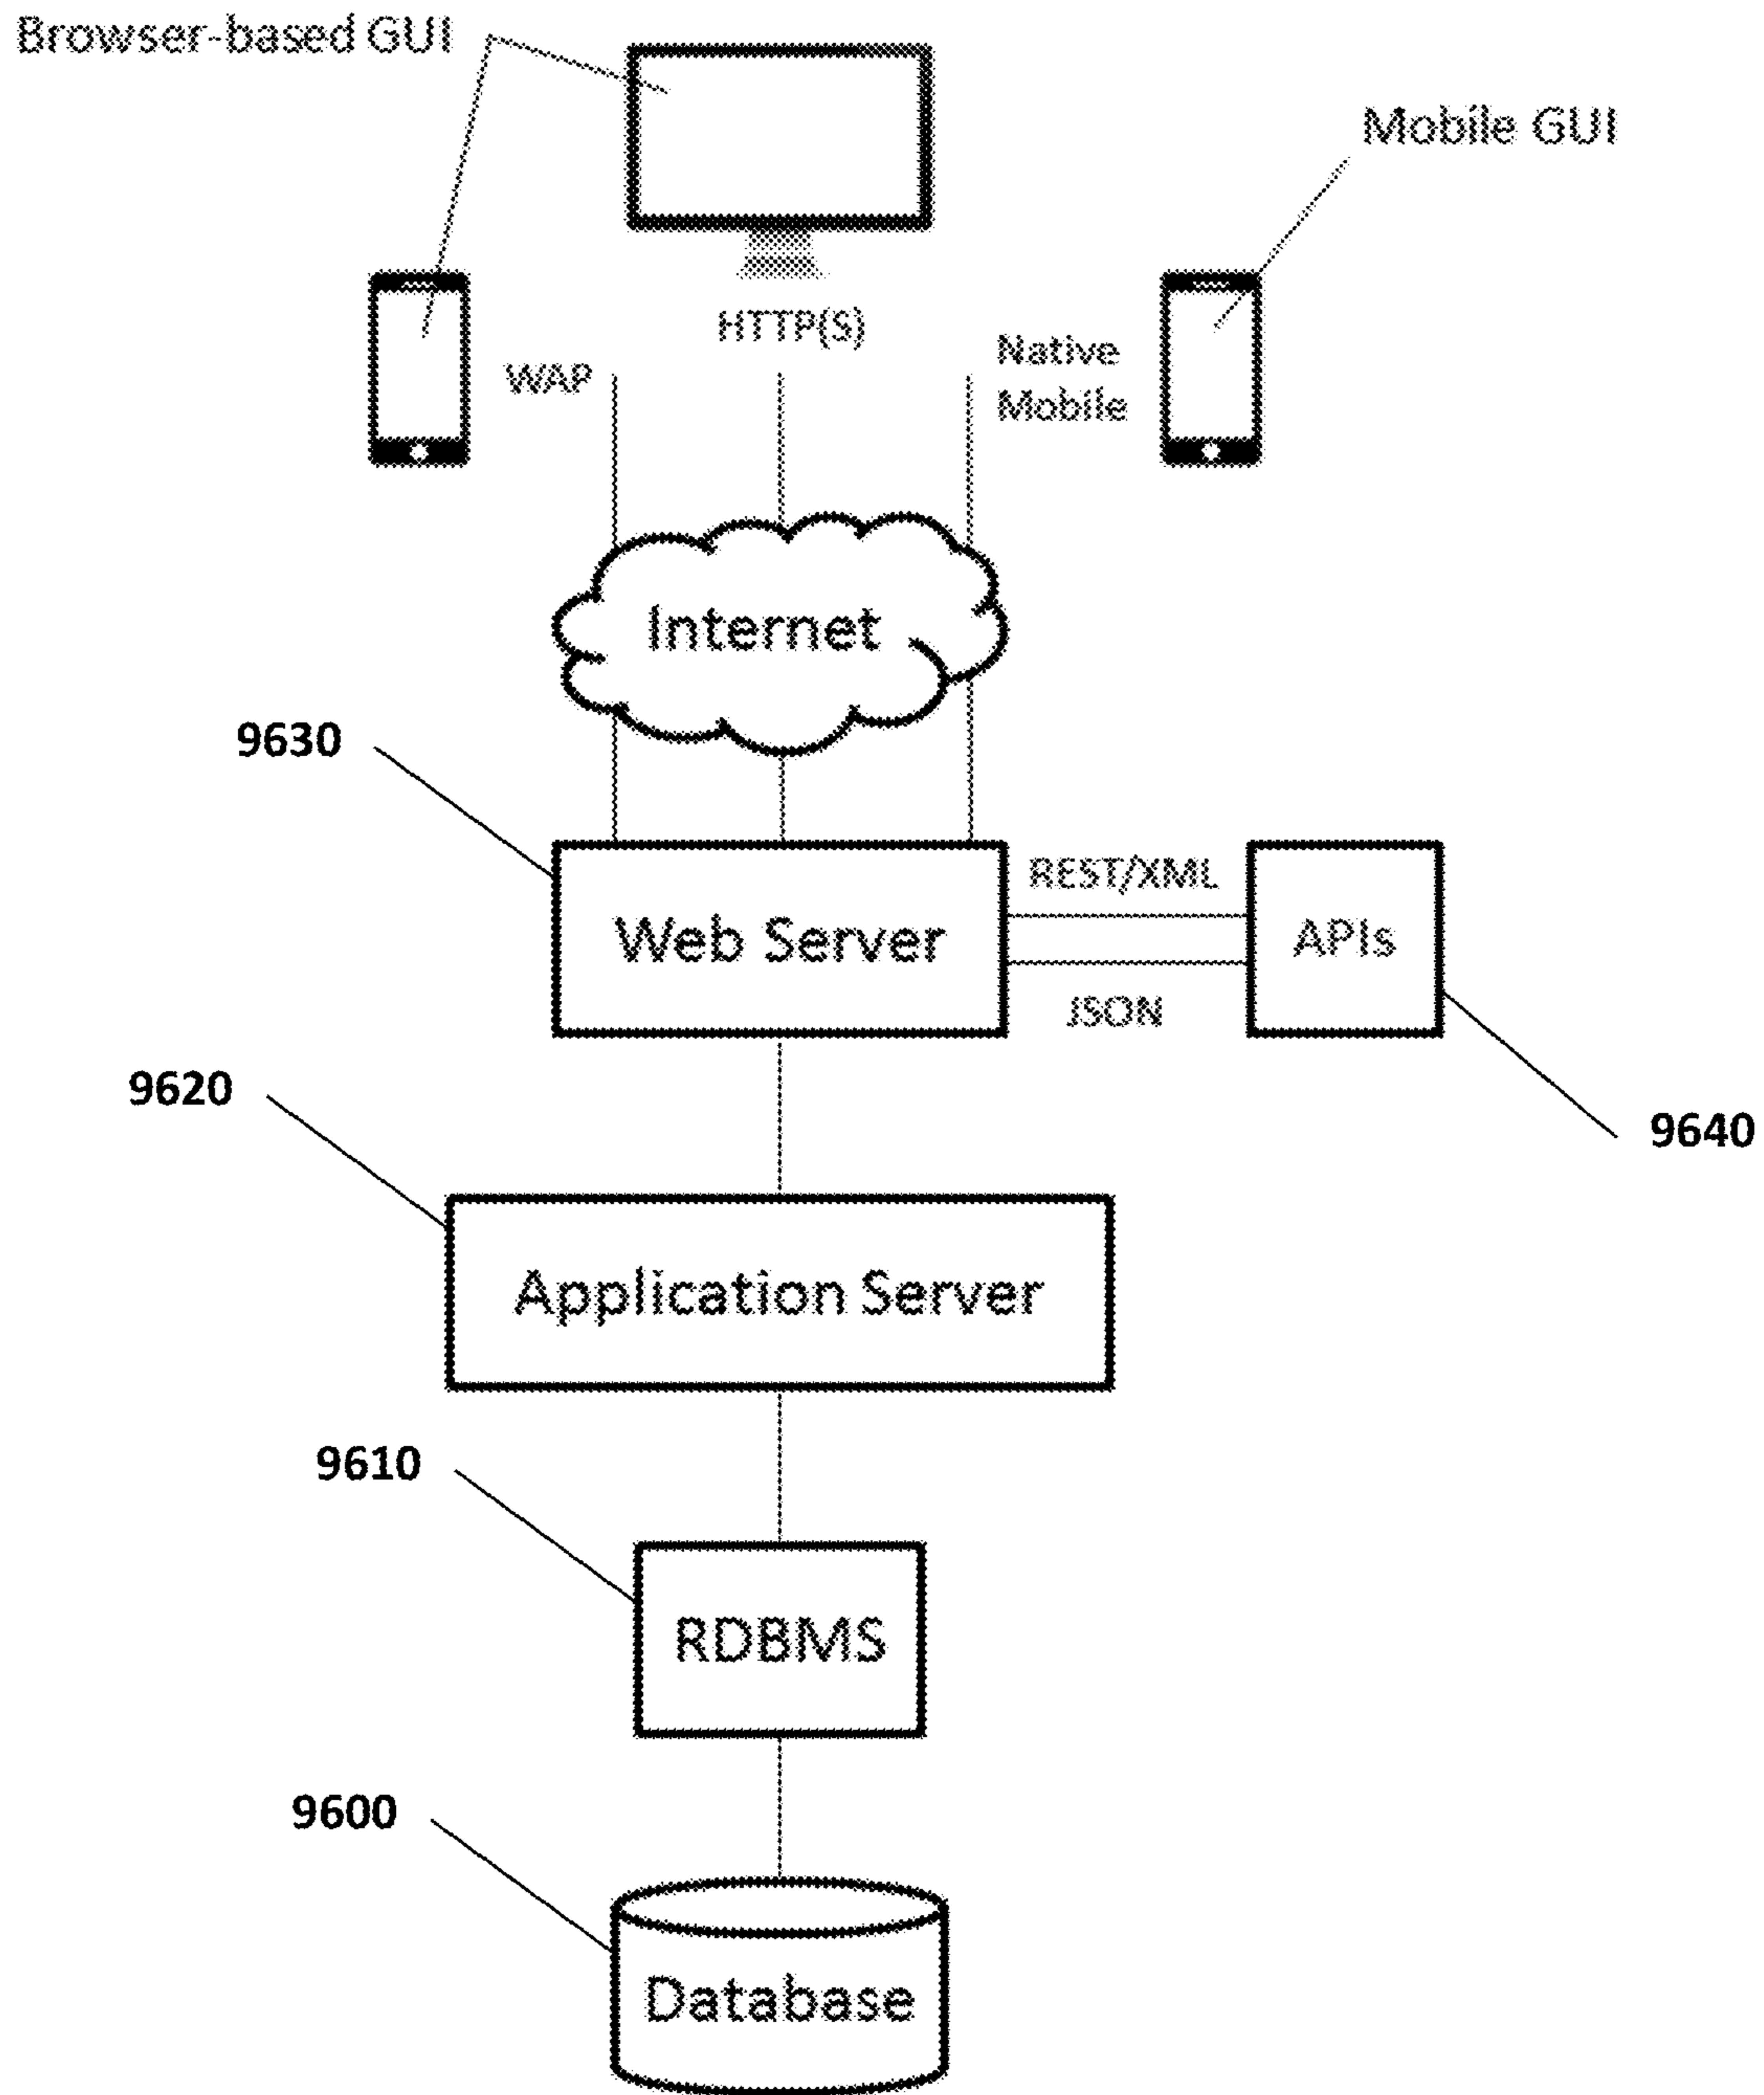 Browser-based GUI
Mobile GUI
HTTP(S)
WAP
Native
Mobile
Internet
9630
REST/XML
Web Server
APIs
JSON
9620
9640
Application Server
9610
RDBMS
9600
Database